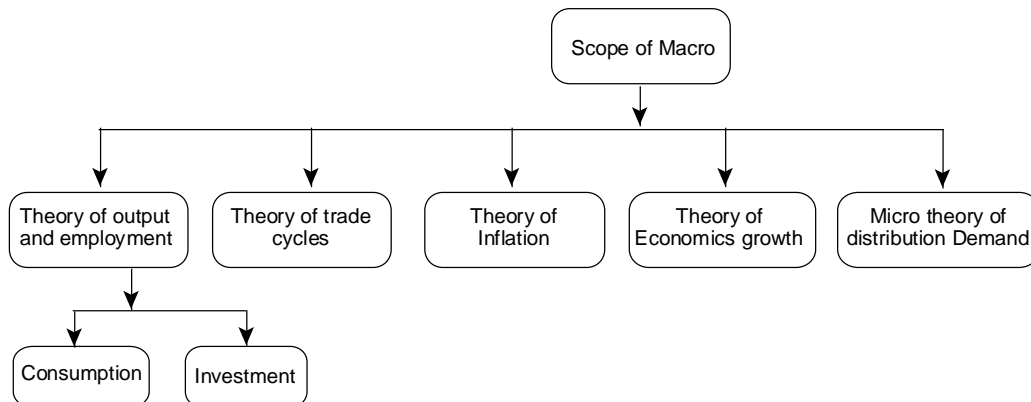 Scope of Macro
Theory of output
and employment
Theory of trade
cycles
Theory of
Inflation
Theory of
Economics growth
Micro theory of
distribution Demand
Consumption
Investment